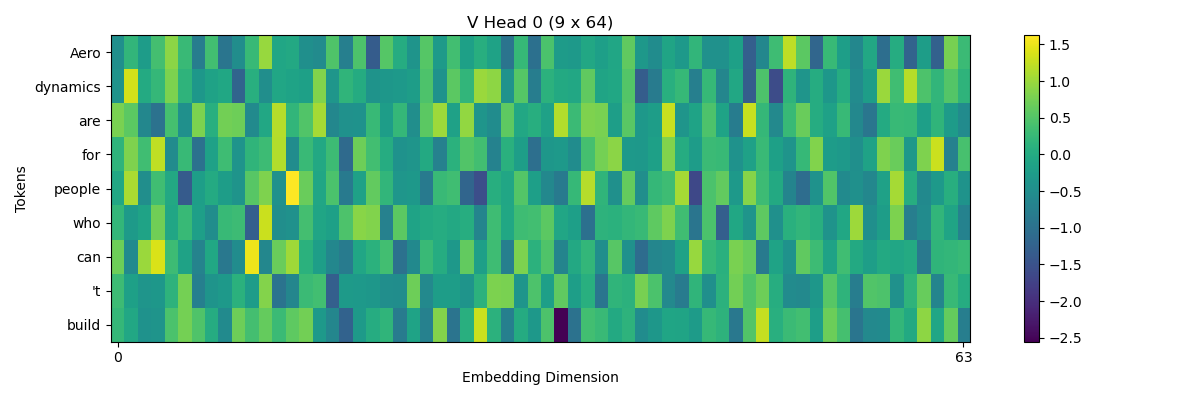 V Head 0 (9 x 64)
Tokens
Aero
dynamics
are
for
people
who
can
't
build
0
63
Embedding Dimension
1.5
1.0
0.5
0.0
−0.5
−1.0
−1.5
−2.0
−2.5